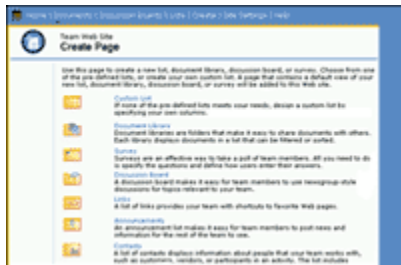 Home | Documents | Discussion Boards | Lists | Create | Site Settings | Help
Team Web Site
Create Page
Use this page to create a new list, document library, discussion board, or survey. Choose from one
of the pre-defined lists, or create your own custom list. A page that contains a default view of your
new list, document library, discussion board, or survey will be added to this Web site.
Custom List
If none of the pre-defined lists meets your needs, design a custom list by
specifying your own columns.
Document Library
Document libraries are folders that make it easy to share documents with others.
Each library displays documents in a list that can be filtered or sorted.
Survey
Surveys are an effective way to take a poll of team members. All you need to do
is specify the questions and define how users enter their answers.
Discussion Board
A discussion board makes it easy for team members to use newsgroup-style
discussions for topics relevant to your team.
Links
A list of links provides your team with shortcuts to favorite Web pages.
Announcements
An announcement list makes it easy for team members to post news and
information for the rest of the team to use.
Contacts
A list of contacts displays information about people that your team works with,
such as customers, vendors, or participants in an activity. The list includes